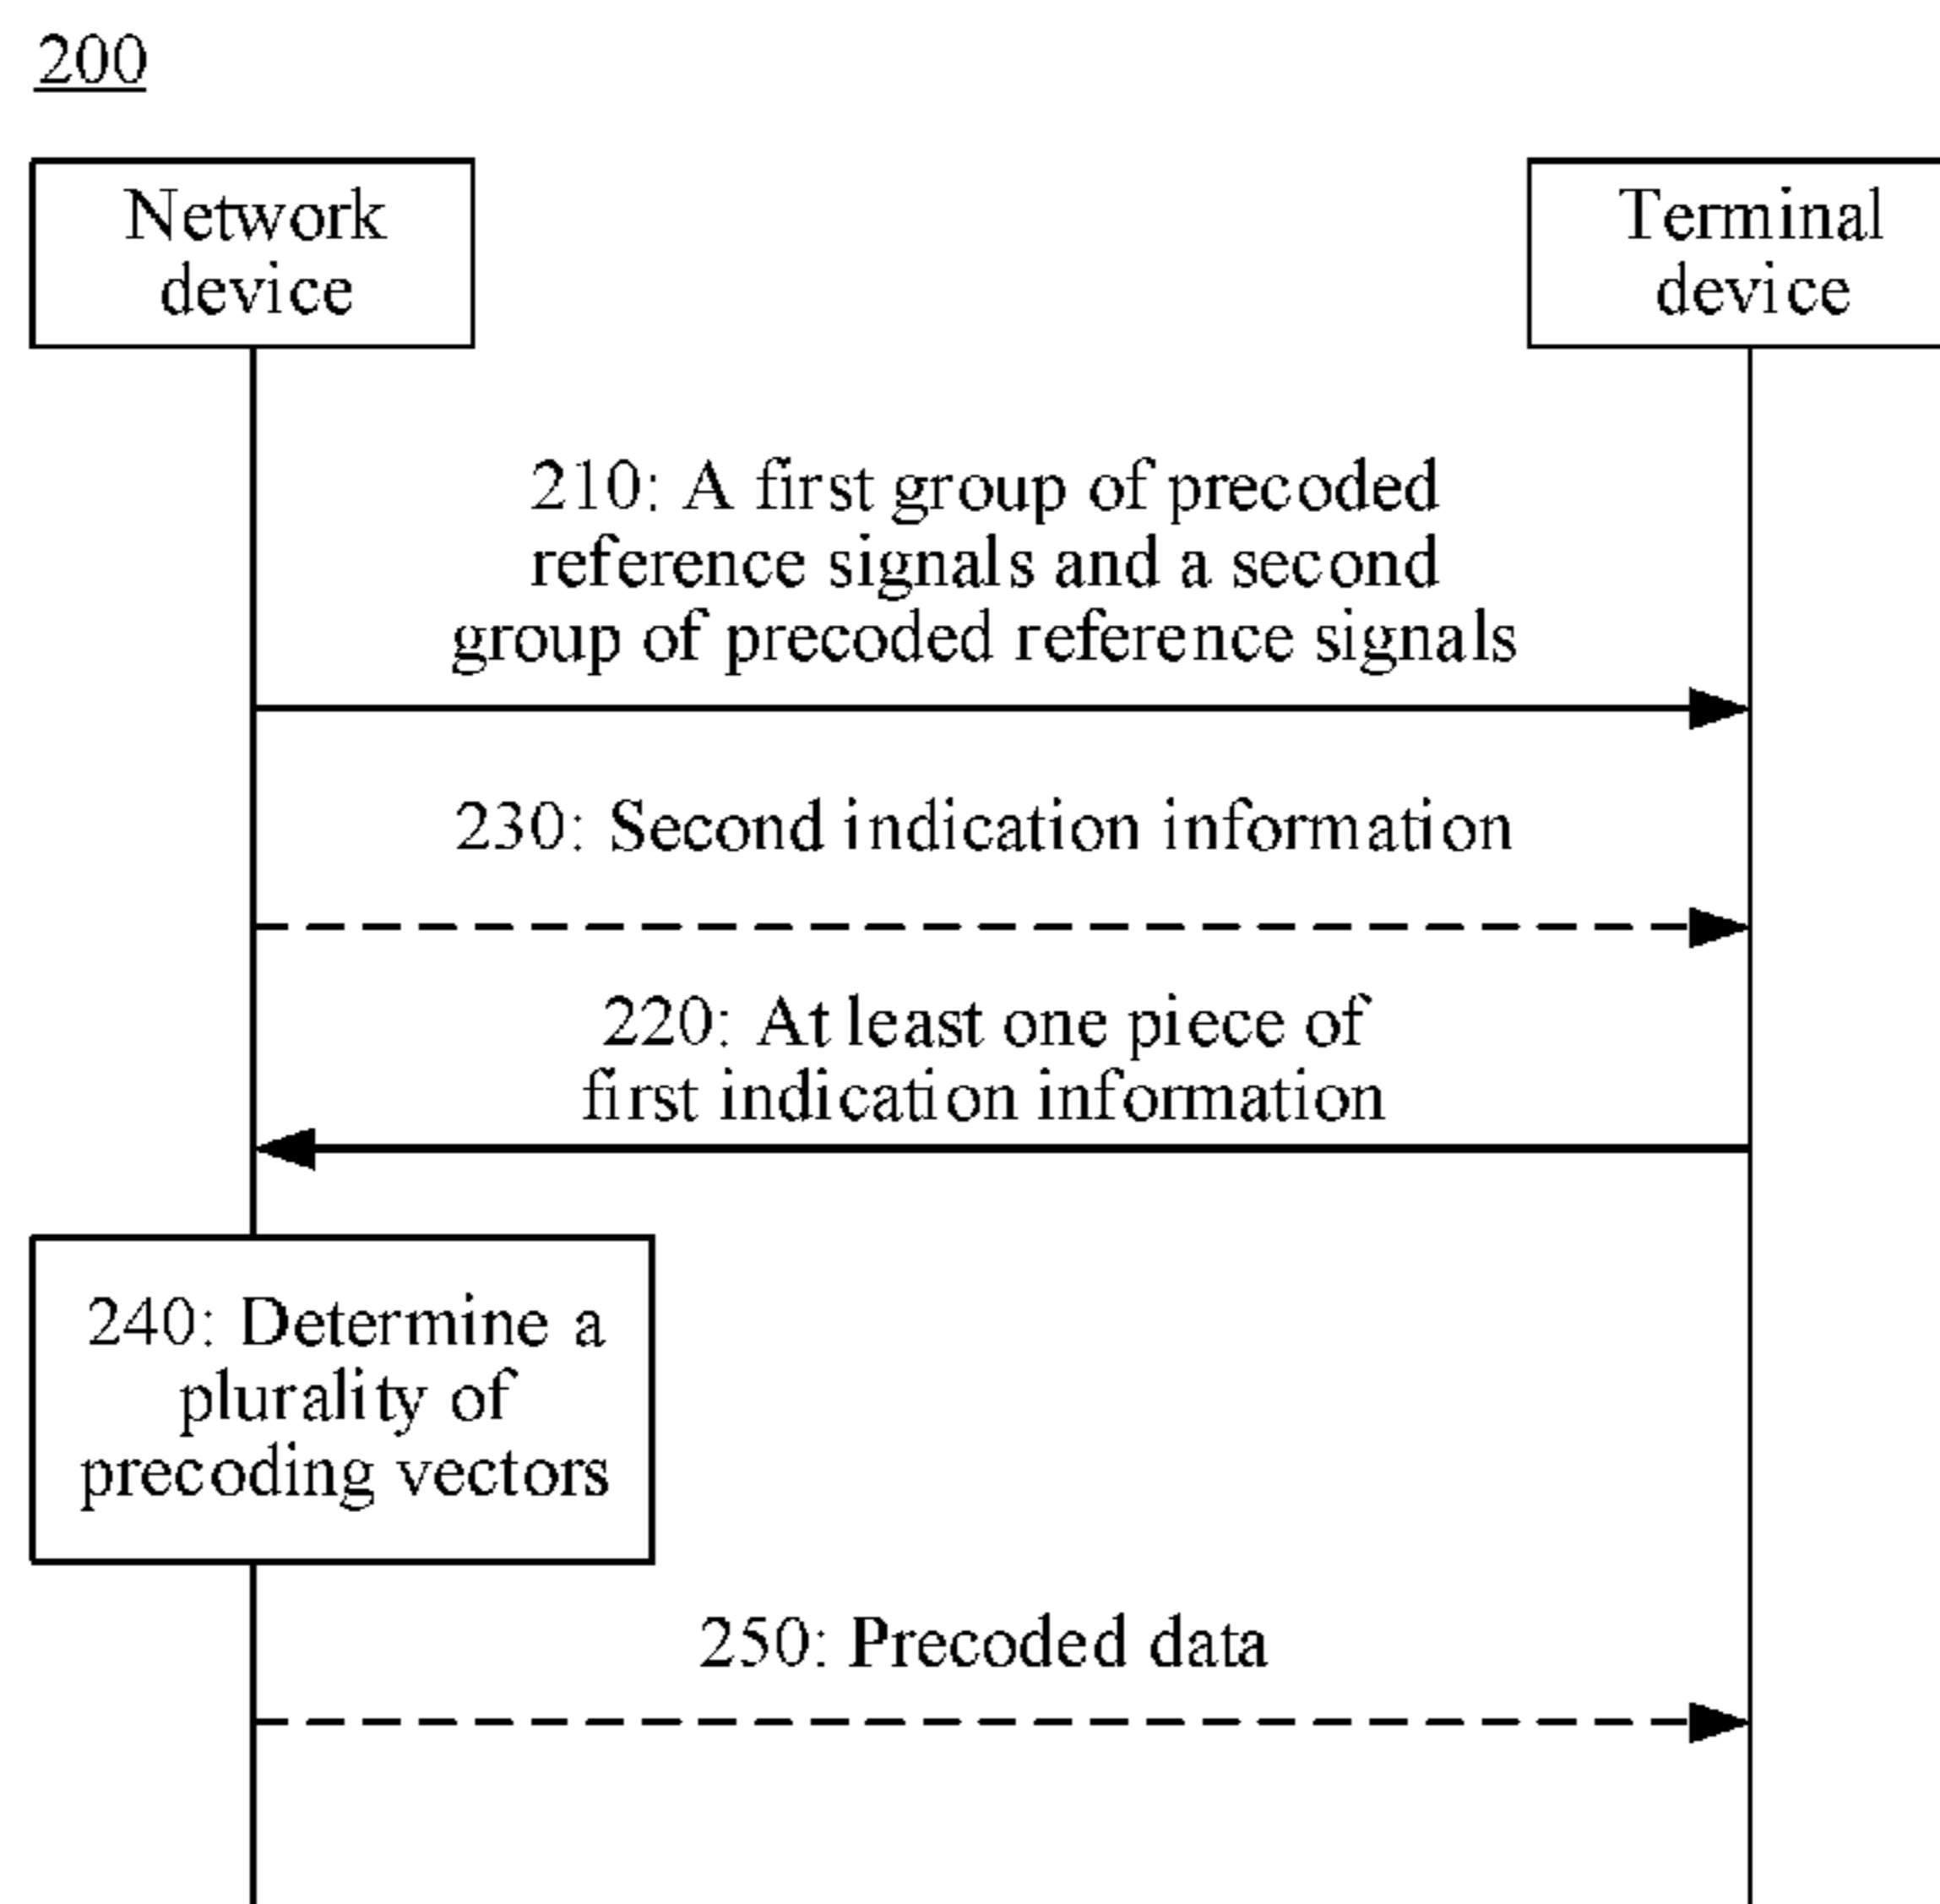 200
Network
device
Terminal
device
210: A first group of precoded
reference signals and a second
group of precoded reference signals
230: Second indication information
220: At least one piece of
first indication information
240: Determine a
plurality of
precoding vectors
250: Precoded data